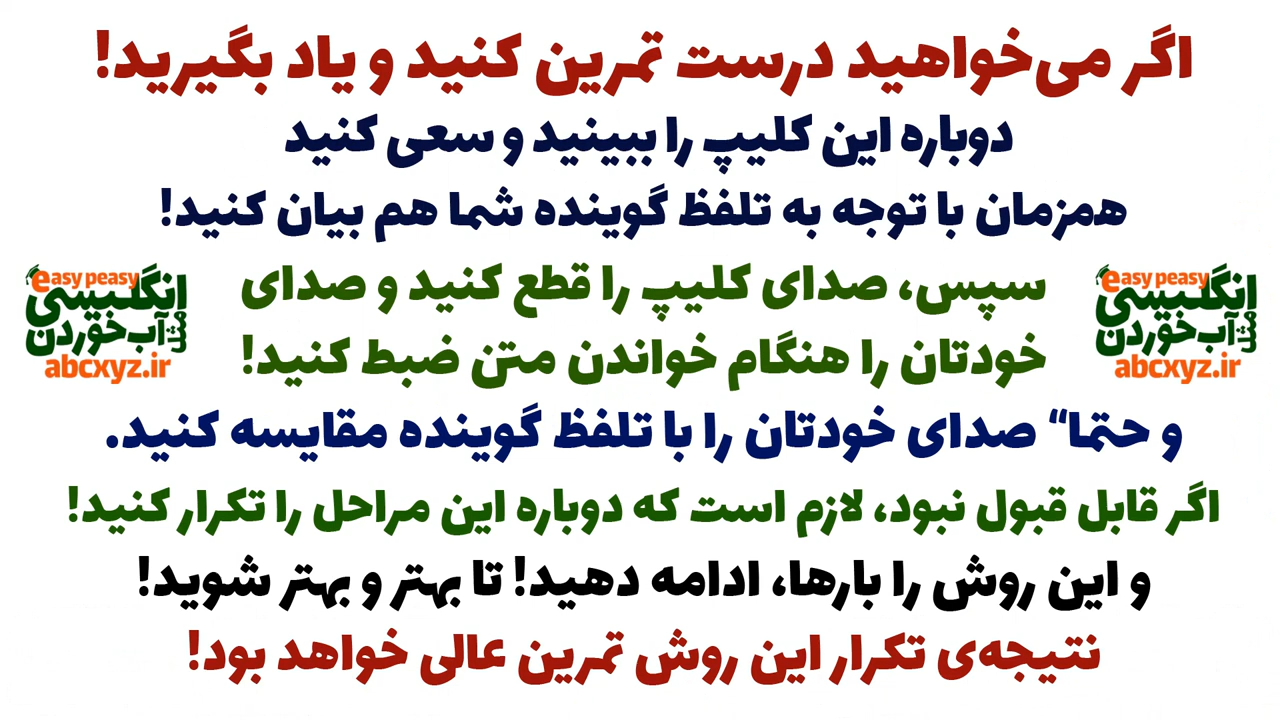 اگر می‌خواهید درست تمرین کنید و یاد بگیرید!
دوباره این کلیپ را ببینید و سعی کنید
همزمان با توجه به تلفظ گوینده شما هم بیان کنید!
سپس، صدای کلیپ را قطع کنید و صدای
خودتان را هنگام خواندن متن ضبط کنید!
و حتما“ صدای خودتان را با تلفظ گوینده مقایسه کنید.
اگر قابل قبول نبود، لازم است که دوباره این مراحل را تکرار کنید!
و این روش را بارها، ادامه دهید! تا بهتر و بهتر شوید!
نتیجه‌ی تکرار این روش تمرین عالی خواهد بود!
easy peasy
انگلیسی
مثل آب خوردن
abcxyz.ir
easy peasy
انگلیسی
مثل آب خوردن
abcxyz.ir